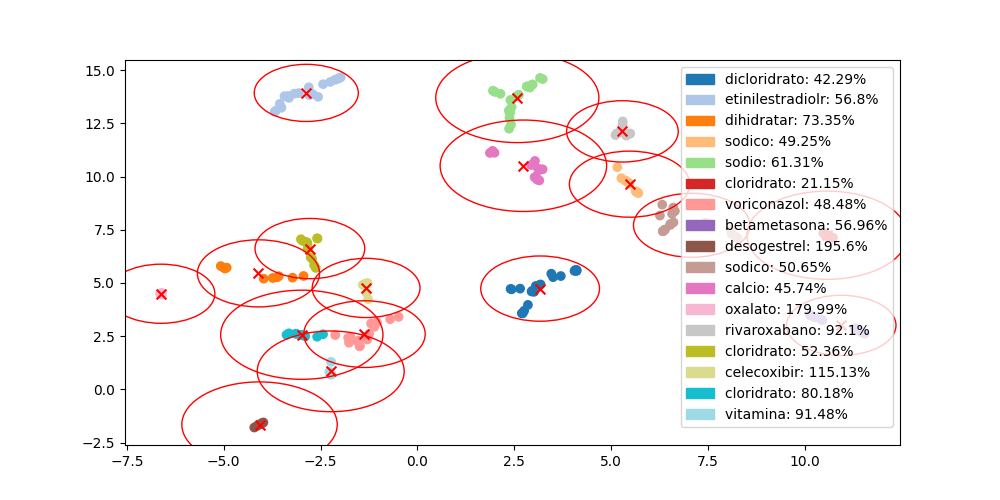 15.0
12.5
10.0
7.5
5.0
2.5
0.0
−2.5
−7.5 −5.0 −2.5 0.0 2.5 5.0 7.5 10.0
dicloridrato: 42.29%
etinilestradiolr: 56.8%
dihidratar: 73.35%
sodico: 49.25%
sodio: 61.31%
cloridrato: 21.15%
voriconazol: 48.48%
betametasona: 56.96%
desogestrel: 195.6%
sodico: 50.65%
calcio: 45.74%
oxalato: 179.99%
rivaroxabano: 92.1%
cloridrato: 52.36%
celecoxibir: 115.13%
cloridrato: 80.18%
vitamina: 91.48%